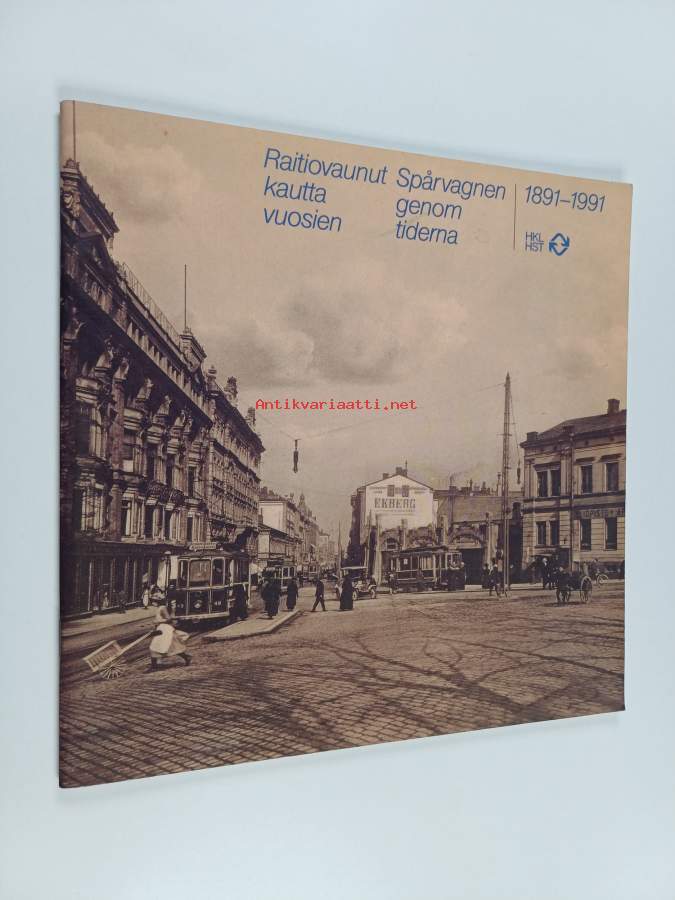 Raitiovaunut
kautta
vuosien
Spårvagnen
genom
tiderna
1891–1991
HKL
HST
Antikvariaatti.net
EKBERG